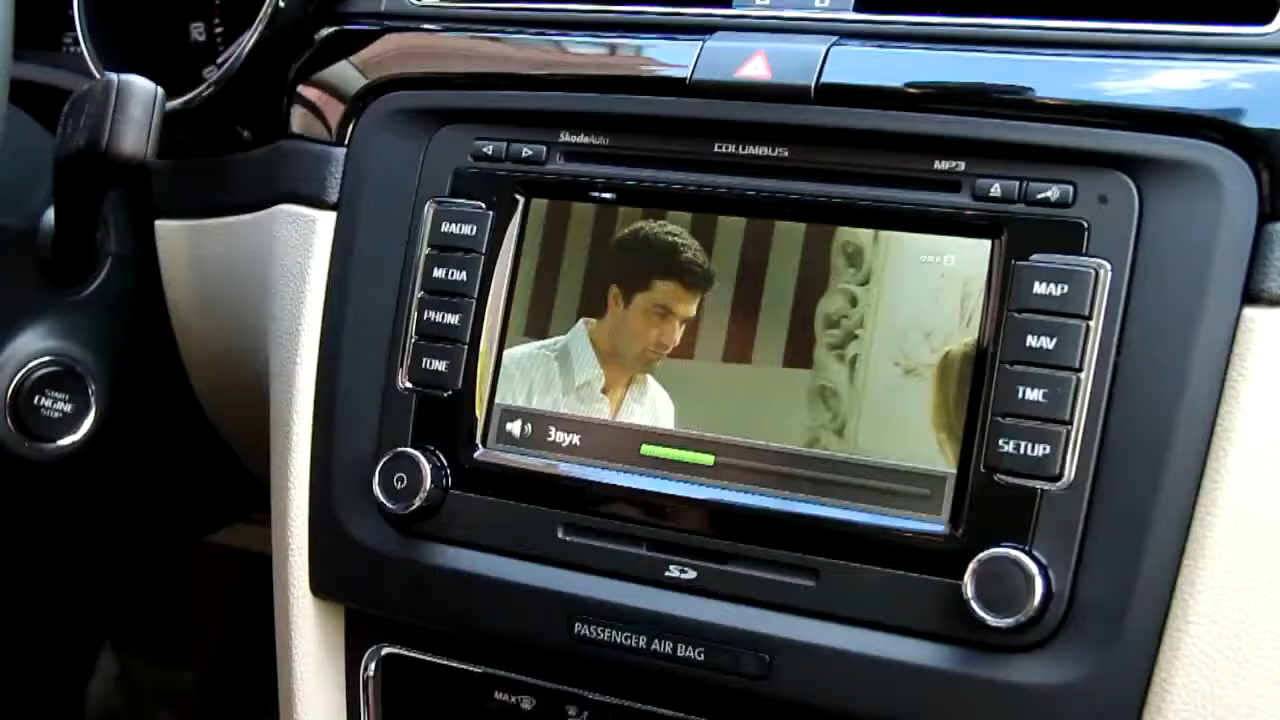 SkodaAuto
COLUMBUS
MP3
RADIO
MEDIA
PHONE
TONE
MAP
NAV
TMC
SETUP
Звук
START
ENGINE
STOP
SD
PASSENGER AIR BAG
MAX